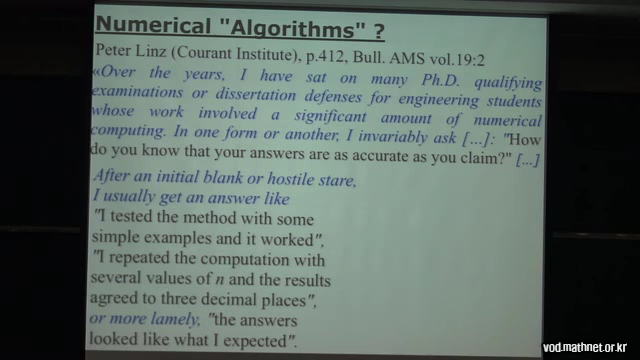 Numerical "Algorithms" ?
Peter Linz (Courant Institute), p.412, Bull. AMS vol.19:2
«Over the years, I have sat on many Ph.D. qualifying
examinations or dissertation defenses for engineering students
whose work involved a significant amount of numerical
computing. In one form or another, I invariably ask [...]: "How
do you know that your answers are as accurate as you claim?" [...]
After an initial blank or hostile stare,
I usually get an answer like
"I tested the method with some
simple examples and it worked",
"I repeated the computation with
several values of n and the results
agreed to three decimal places",
or more lamely, "the answers
looked like what I expected".
vod.mathnet.or.kr